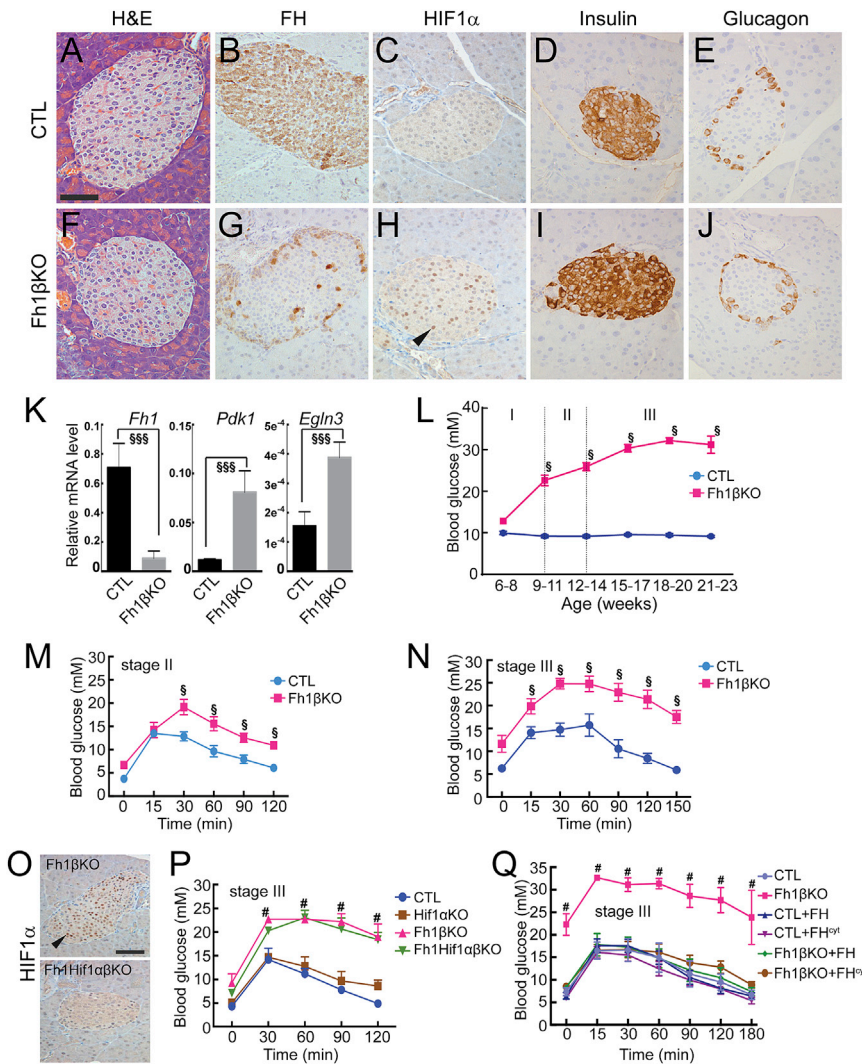 H&E FH HIF1α Insulin Glucagon
A B C D E
CTL
F G H I J
Fh1βKO
K
Fh1 Pdk1 Egln3
§§§ §§§ §§§
Relative mRNA level
0.8 0.6 0.4 0.2 0
0.15 0.10 0.05 0
5e⁻⁴ 4e⁻⁴ 3e⁻⁴ 2e⁻⁴ 1e⁻⁴ 0
CTL Fh1βKO CTL Fh1βKO CTL Fh1βKO
L
I II III
Blood glucose (mM)
40 30 20 10 0
§ § § § §
CTL
Fh1βKO
6-8 9-11 12-14 15-17 18-20 21-23
Age (weeks)
M
stage II
Blood glucose (mM)
30 25 20 15 10 5 0
CTL
Fh1βKO
§ § § §
0 15 30 60 90 120
Time (min)
N
stage III
Blood glucose (mM)
30 25 20 15 10 5 0
CTL
Fh1βKO
§ § § § § §
0 15 30 60 90 120 150
Time (min)
O
HIF1α
Fh1βKO
Fh1Hif1αβKO
P
stage III
Blood glucose (mM)
30 25 20 15 10 5 0
# # # #
CTL
Hif1αKO
Fh1βKO
Fh1Hif1αβKO
0 30 60 90 120
Time (min)
Q
stage III
Blood glucose (mM)
35 30 25 20 15 10 5 0
# # # # # # #
CTL
Fh1βKO
CTL+FH
CTL+FHcyt
Fh1βKO+FH
Fh1βKO+FHcy
0 15 30 60 90 120 180
Time (min)